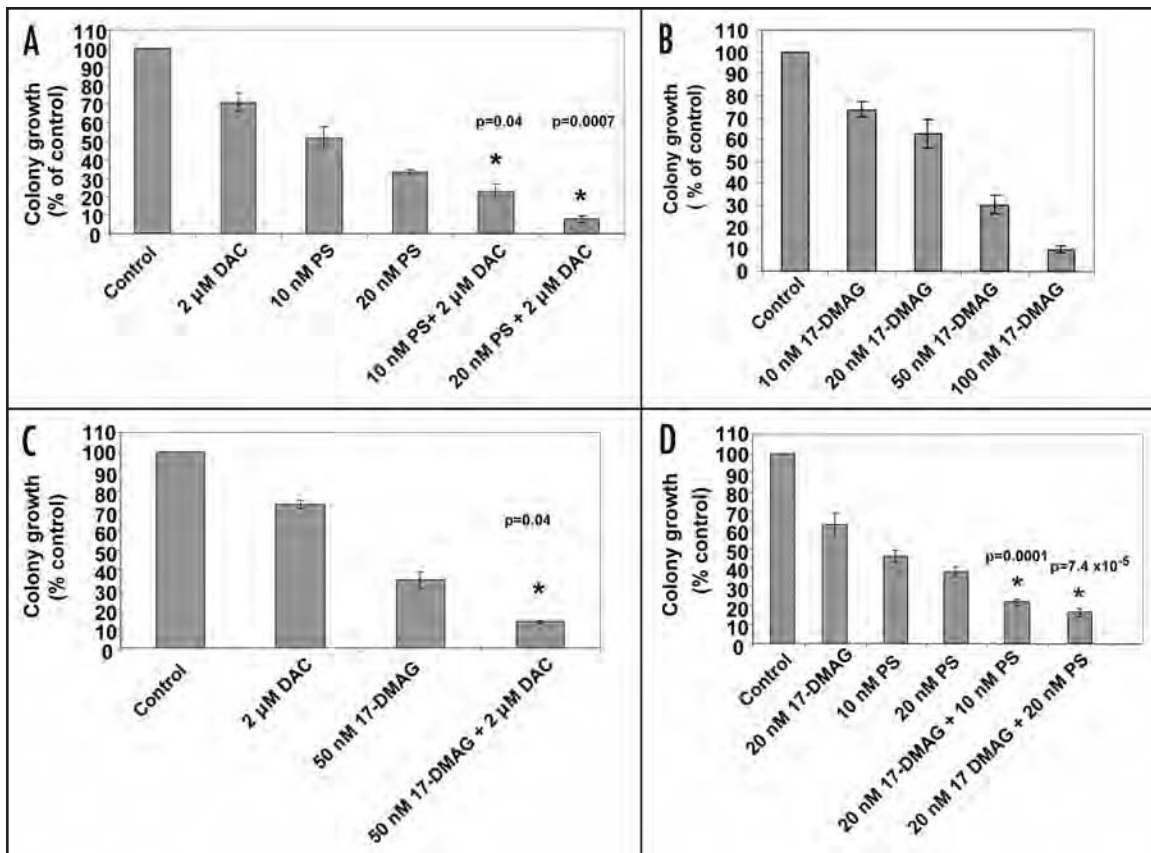 A
110
100
90
80
70
60
50
40
30
20
10
0
Colony growth
(% of control)
p=0.04
p=0.0007
*
*
Control
2 µM DAC
10 nM PS
20 nM PS
10 nM PS+ 2 µM DAC
20 nM PS + 2 µM DAC
B
110
100
90
80
70
60
50
40
30
20
10
0
Colony growth
( % of control)
Control
10 nM 17-DMAG
20 nM 17-DMAG
50 nM 17-DMAG
100 nM 17-DMAG
C
110
100
90
80
70
60
50
40
30
20
10
0
Colony growth
(% control)
p=0.04
*
Control
2 µM DAC
50 nM 17-DMAG
50 nM 17-DMAG + 2 µM DAC
D
110
100
90
80
70
60
50
40
30
20
10
0
Colony growth
(% control)
p=0.0001
p=7.4 x10-5
*
*
Control
20 nM 17-DMAG
10 nM PS
20 nM PS
20 nM 17-DMAG + 10 nM PS
20 nM 17 DMAG + 20 nM PS